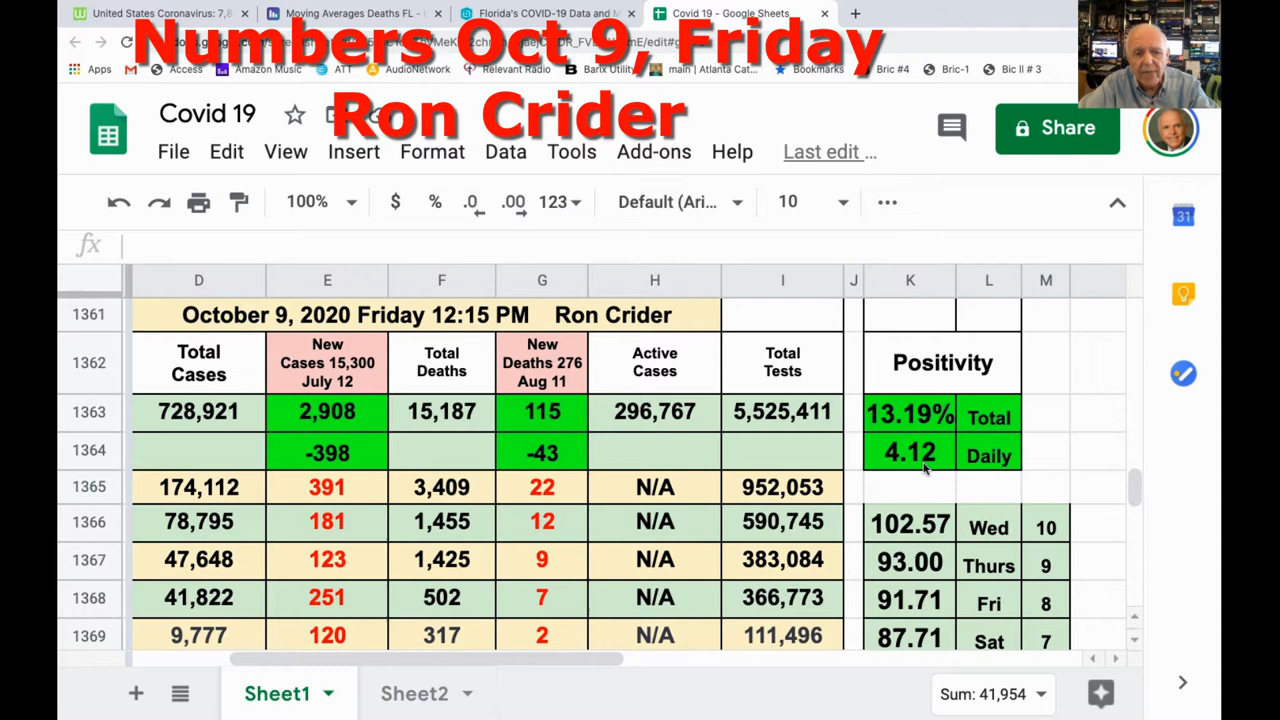 United States Coronavirus: 7,8
Moving Averages Deaths FL -
Florida's COVID-19 Data and
Covid 19 - Google Sheets
Numbers Oct 9, Friday
Ron Crider
Apps
Access
Amazon Music
ATT
AudioNetwork
Relevant Radio
Barix Utility
main | Atlanta Cat...
Bookmarks
Bric #4
Bric-1
Bic II # 3
Covid 19
Share
File Edit View Insert Format Data Tools Add-ons Help Last edit ...
100% $ % .0 .00 123 Default (Ari... 10
fx
D E F G H I J K L M
1361 October 9, 2020 Friday 12:15 PM Ron Crider
1362 Total Cases New Cases 15,300 July 12 Total Deaths New Deaths 276 Aug 11 Active Cases Total Tests Positivity
1363 728,921 2,908 15,187 115 296,767 5,525,411 13.19% Total
1364 -398 -43 4.12 Daily
1365 174,112 391 3,409 22 N/A 952,053
1366 78,795 181 1,455 12 N/A 590,745 102.57 Wed 10
1367 47,648 123 1,425 9 N/A 383,084 93.00 Thurs 9
1368 41,822 251 502 7 N/A 366,773 91.71 Fri 8
1369 9,777 120 317 2 N/A 111,496 87.71 Sat 7
Sheet1 Sheet2 Sum: 41,954
31